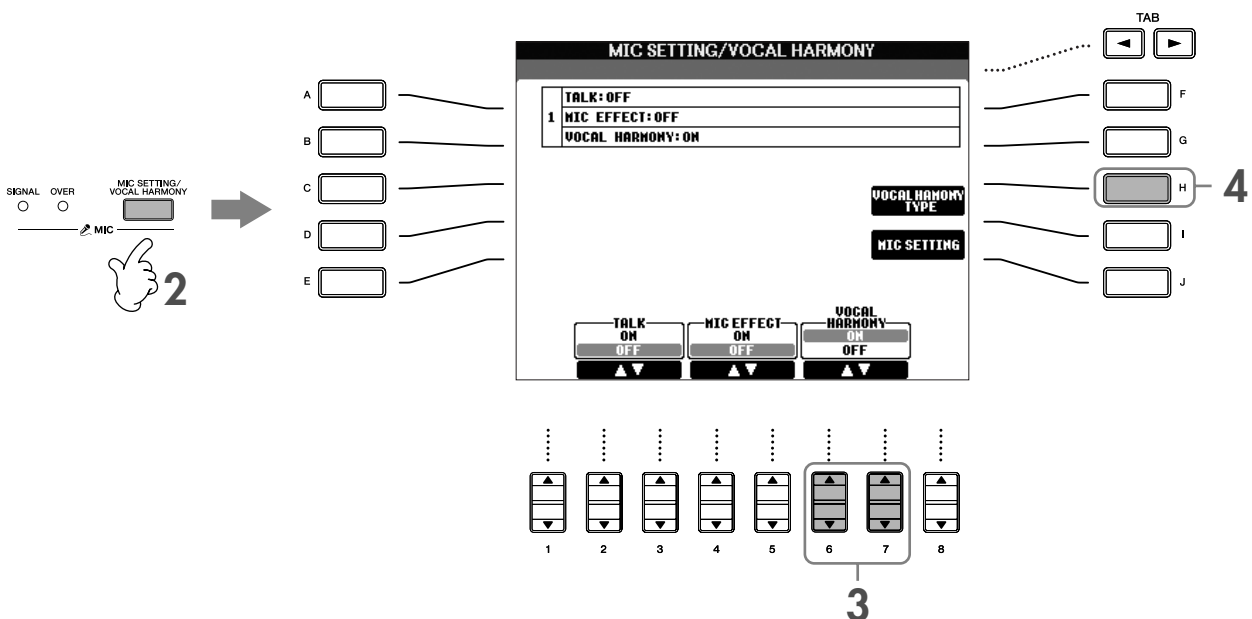 TAB
MIC SETTING/VOCAL HARMONY
A
B
C
D
E
TALK:OFF
1 MIC EFFECT:OFF
VOCAL HARMONY:ON
F
G
H
I
J
4
SIGNAL OVER
MIC SETTING/
VOCAL HARMONY
MIC
2
VOCAL HAMONY
TYPE
MIC SETTING
TALK
ON
OFF
MIC EFFECT
ON
OFF
VOCAL
HARMONY
ON
OFF
1 2 3 4 5 6 7 8
3